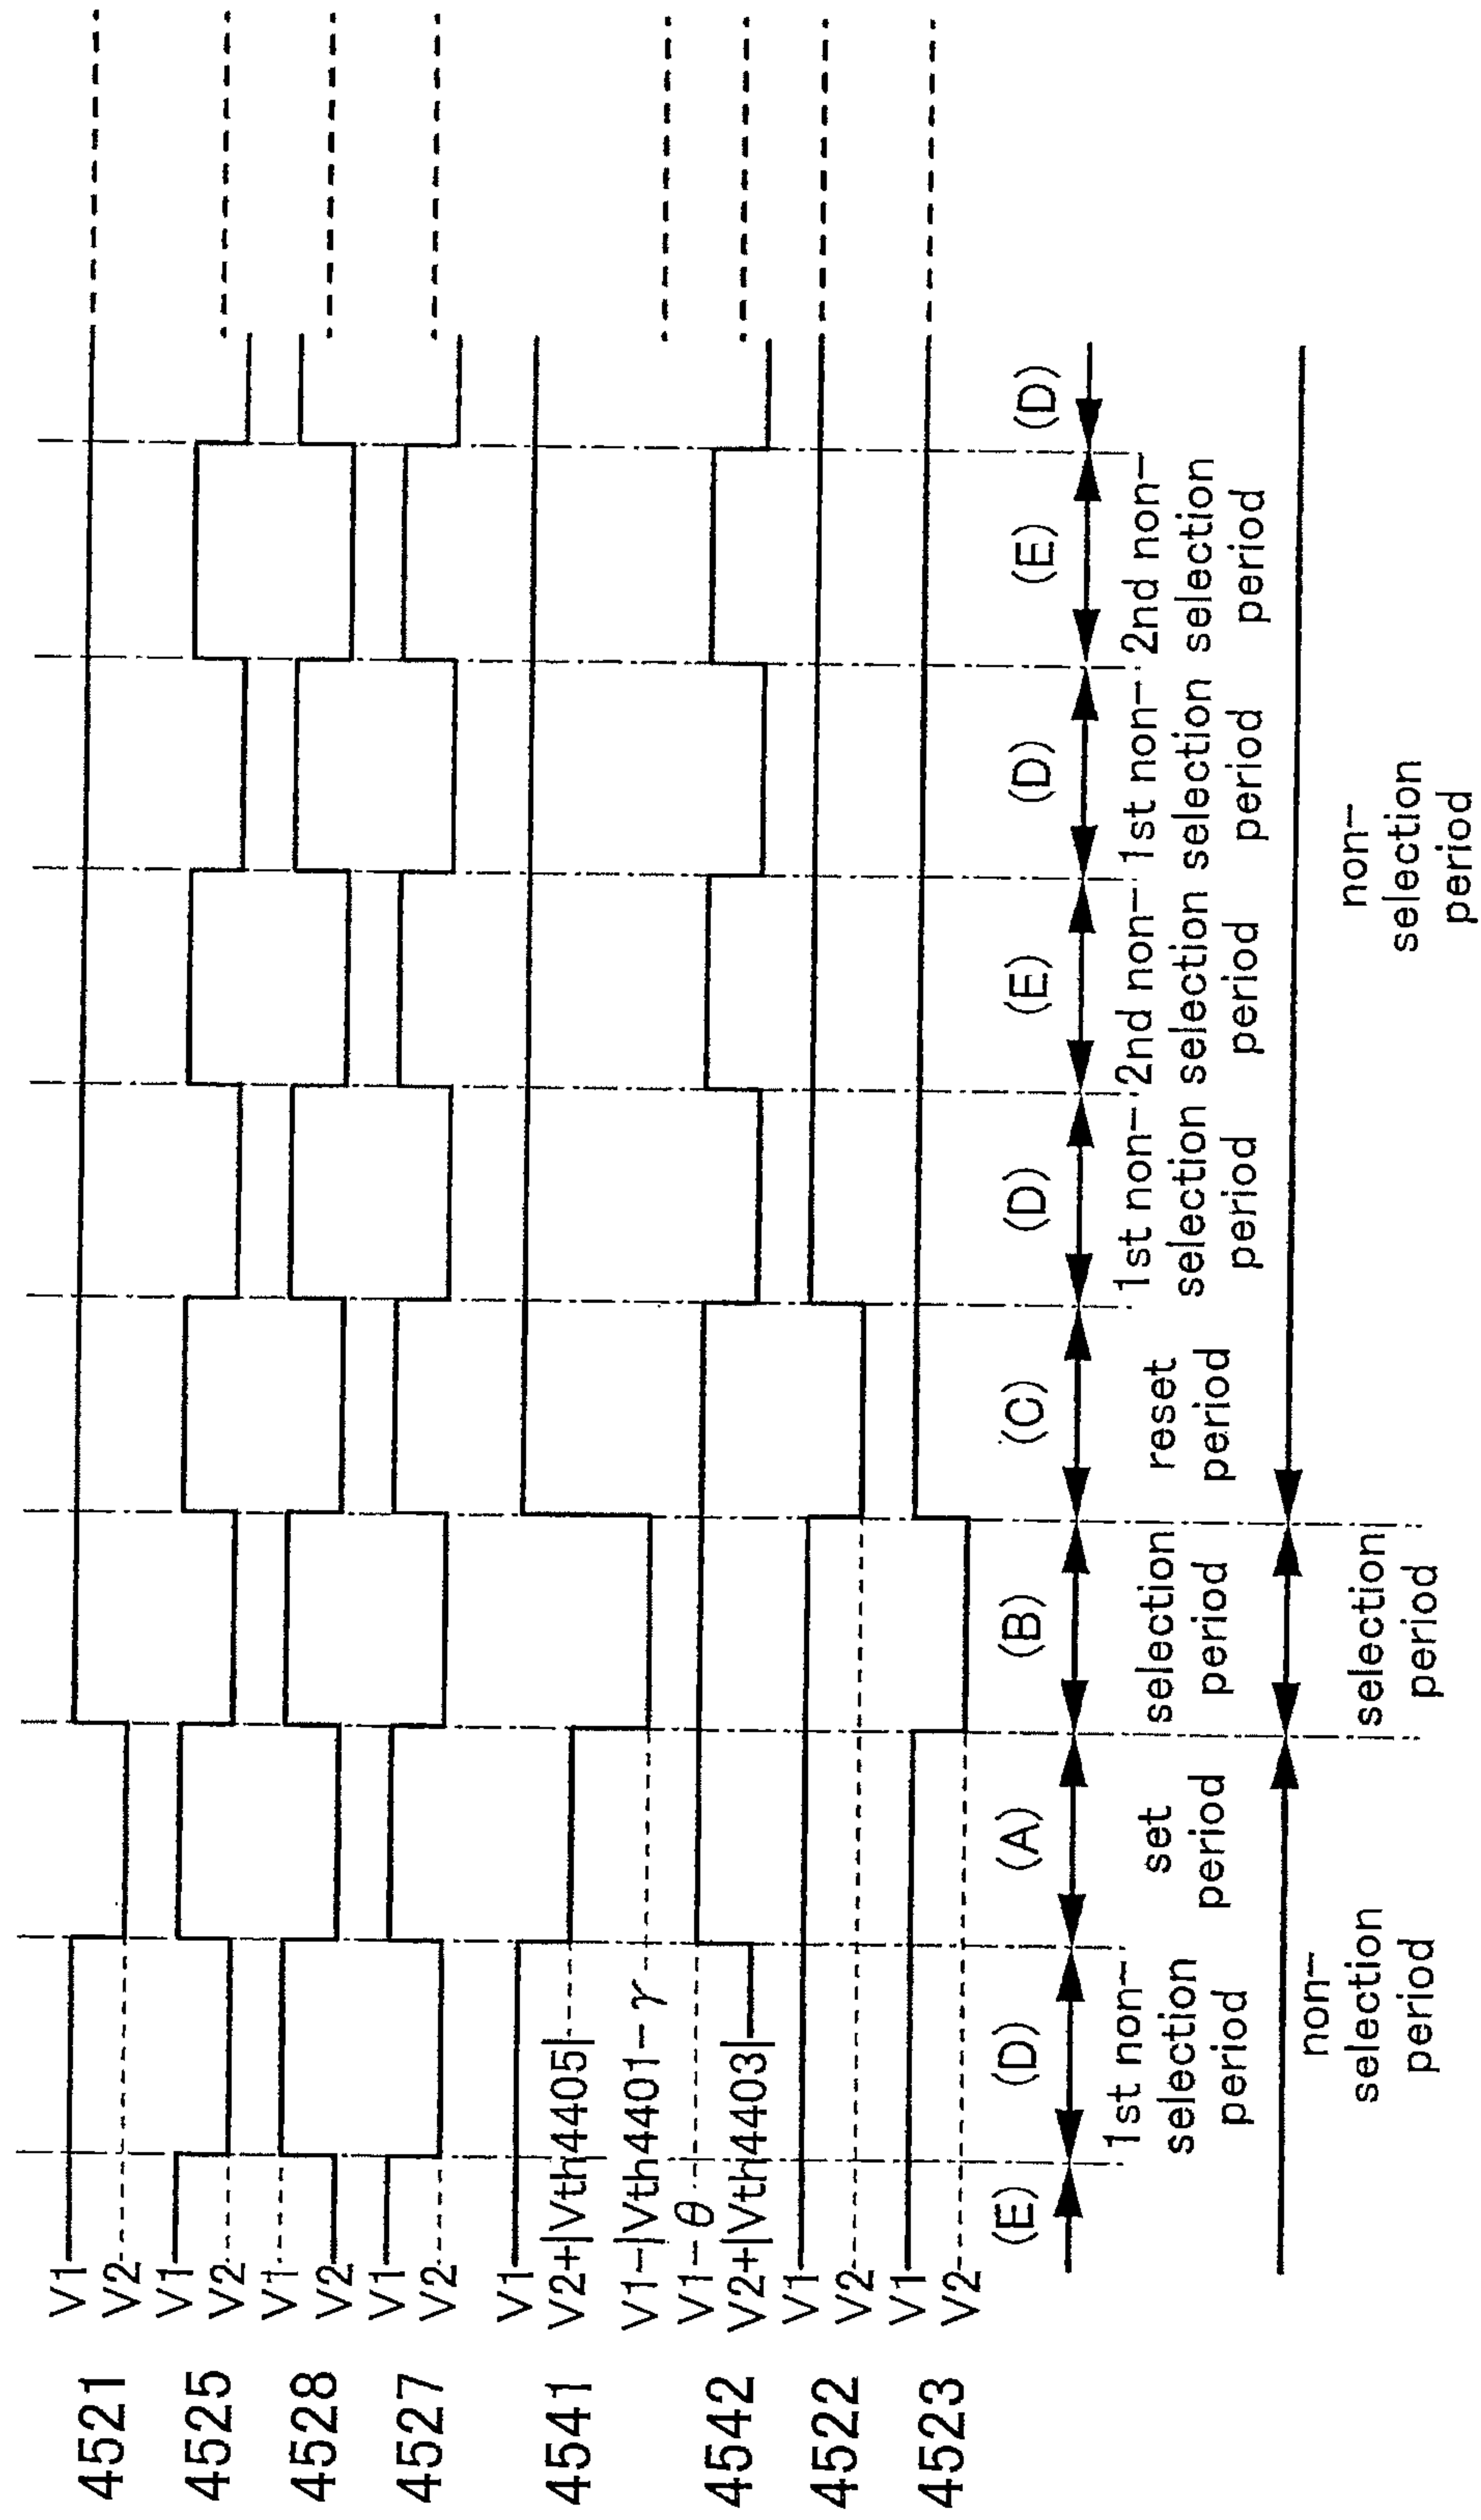 4521 V1
V2
4525 V1
V2
4528 V1
V2
4527 V1
V2
4541 V1
V2+|Vth4405|
V1-|Vth4401-γ
4542 V1-θ
V2+|Vth4403|
4522 V1
V2
4523 V1
V2
(E) (D) (A) (B) (C) (D) (E) (D) (E) (D)
1st non-
selection
period
set
period
selection
period
reset
period
1st non-
selection
period
2nd non-
selection
period
1st non-
selection
period
2nd non-
selection
period
non-
selection
period
selection
period
non-
selection
period